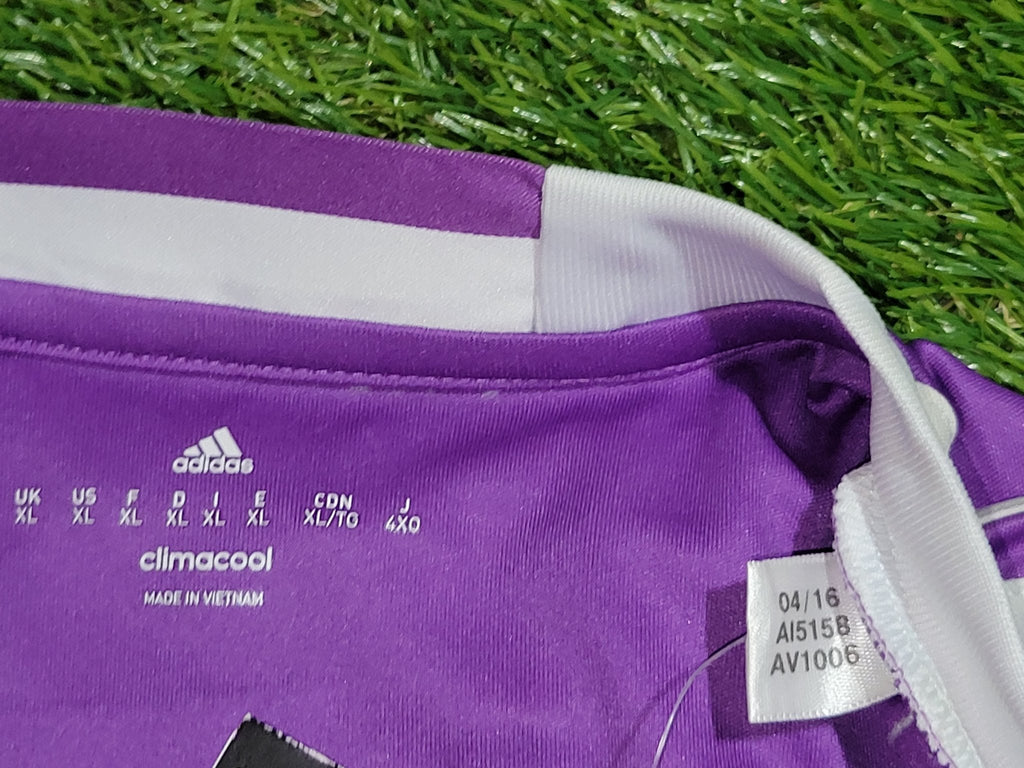 adidas
UK US F D I E CDN J
XL XL XL XL XL XL XL/TG 4XO
climacool
MADE IN VIETNAM
04/16
AI5158
AV1006